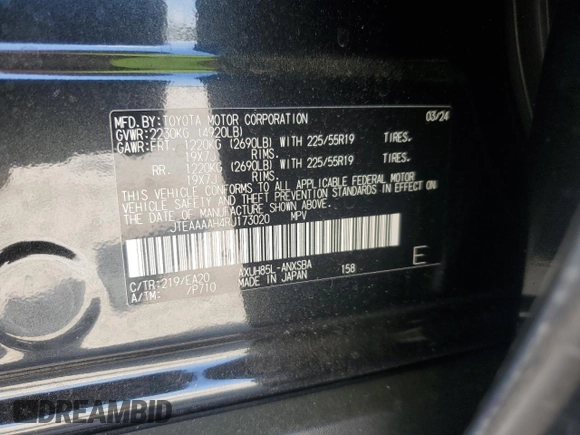 MFD.BY:TOYOTA MOTOR CORPORATION 03/24
GVWR:2230KG (4920LB)
GAWR:FRT. 1220KG (2690LB) WITH 225/55R19 TIRES.
19X7J RIMS.
RR. 1220KG (2690LB) WITH 225/55R19 TIRES.
19X7J RIMS.
THIS VEHICLE CONFORMS TO ALL APPLICABLE FEDERAL MOTOR
VEHICLE SAFETY AND THEFT PREVENTION STANDARDS IN EFFECT ON
THE DATE OF MANUFACTURE SHOWN ABOVE.
JTEAAAAH4RJ173020 MPV
C/TR:219/EA20 AXUH85L-ANXSBA
A/TM: /P710 MADE IN JAPAN 158 E
DREAMBID